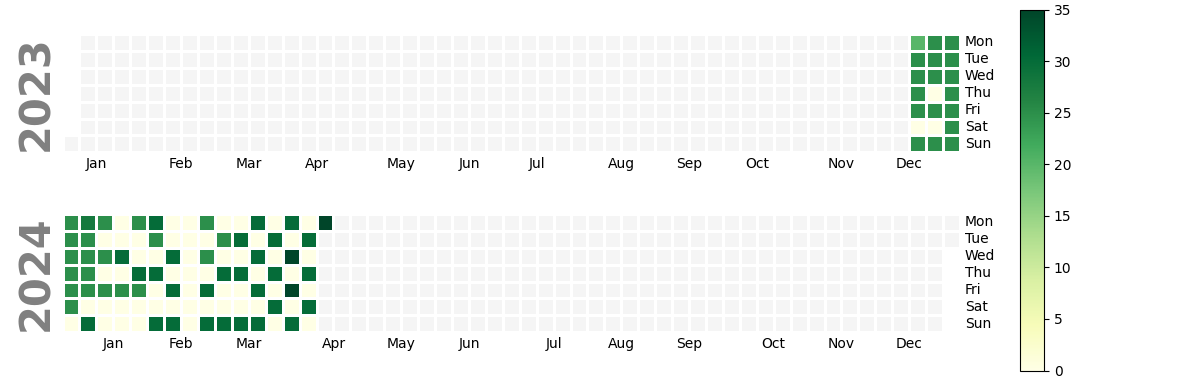 2023
Mon
Tue
Wed
Thu
Fri
Sat
Sun
Jan Feb Mar Apr May Jun Jul Aug Sep Oct Nov Dec
2024
Mon
Tue
Wed
Thu
Fri
Sat
Sun
Jan Feb Mar Apr May Jun Jul Aug Sep Oct Nov Dec
35
30
25
20
15
10
5
0